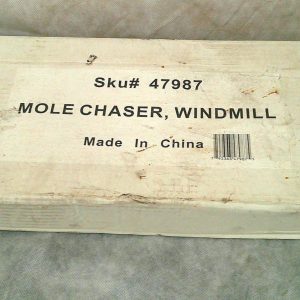 Sku# 47987
MOLE CHASER, WINDMILL
Made In China